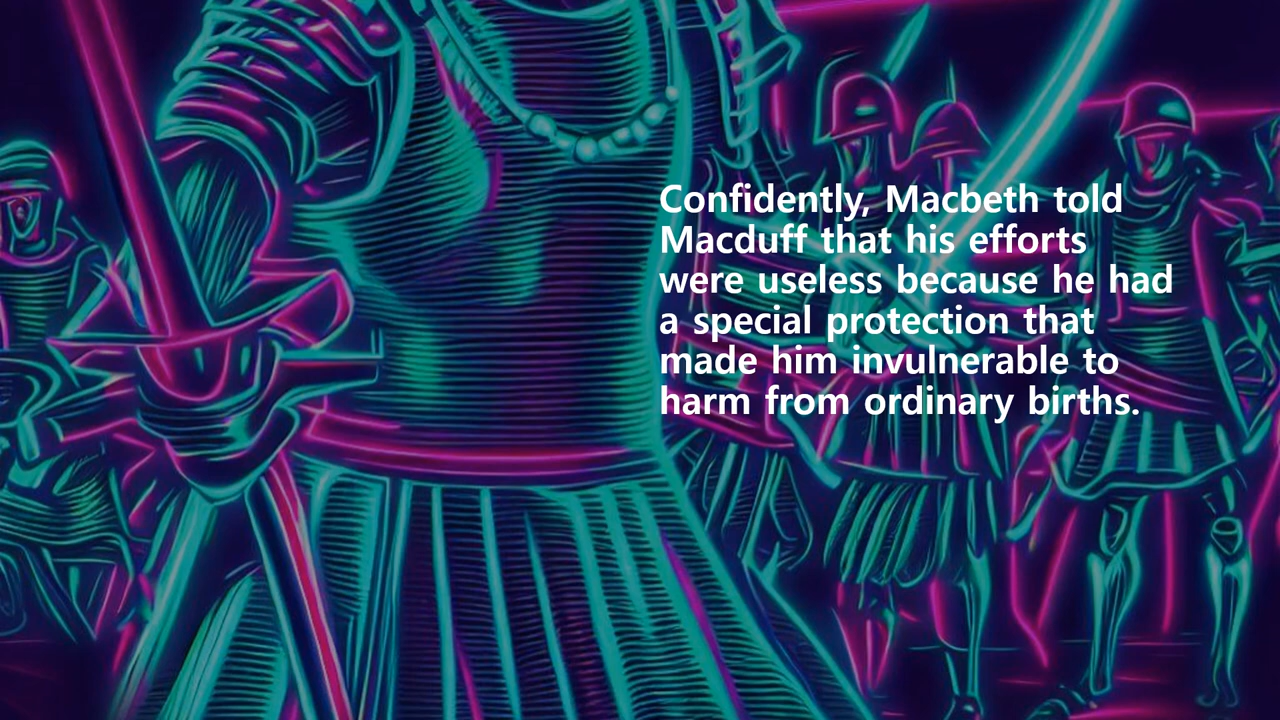 Confidently, Macbeth told
Macduff that his efforts
were useless because he had
a special protection that
made him invulnerable to
harm from ordinary births.